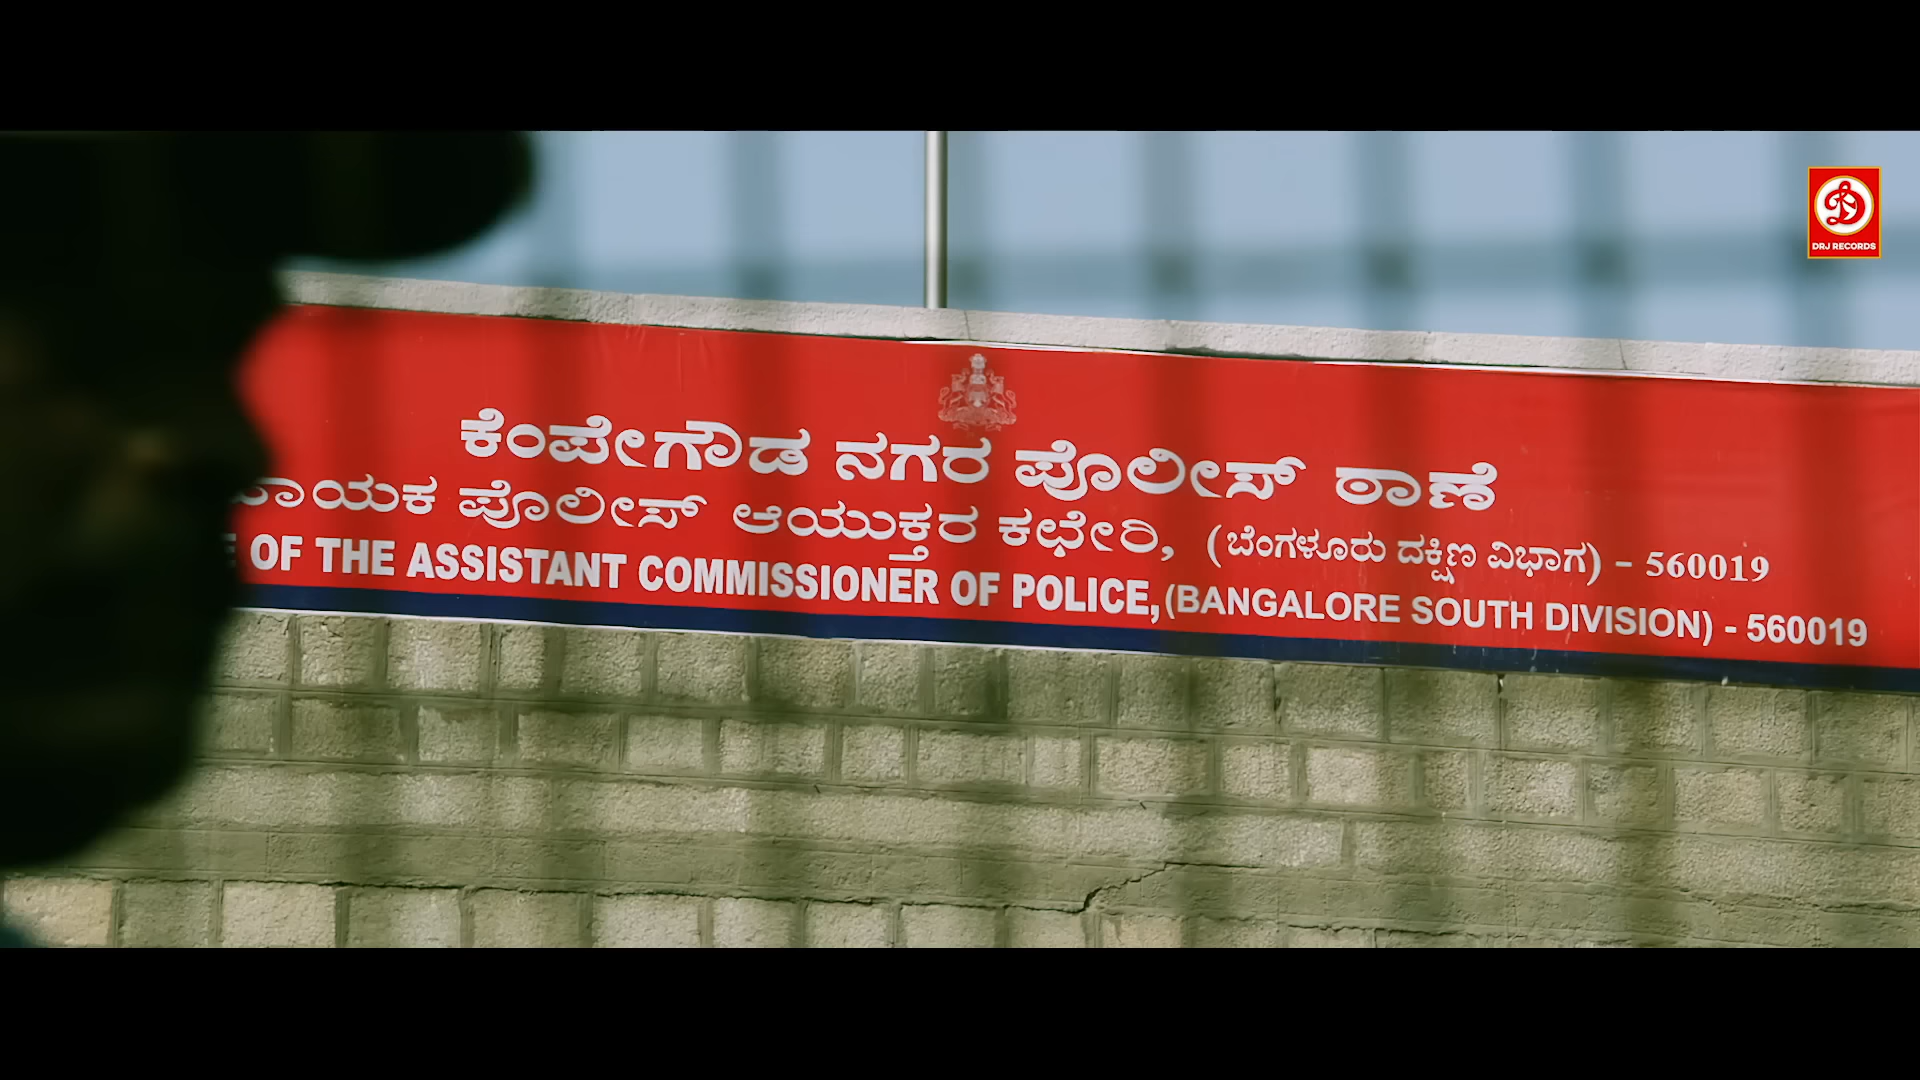 DRJ RECORDS
ಕೆಂಪೇಗೌಡ ನಗರ ಪೊಲೀಸ್ ಠಾಣೆ
ಪೊಲೀಸ್ ಆಯುಕ್ತರ ಕಛೇರಿ, (ಬೆಂಗಳೂರು ದಕ್ಷಿಣ ವಿಭಾಗ) - 560019
OF THE ASSISTANT COMMISSIONER OF POLICE, (BANGALORE SOUTH DIVISION) - 560019